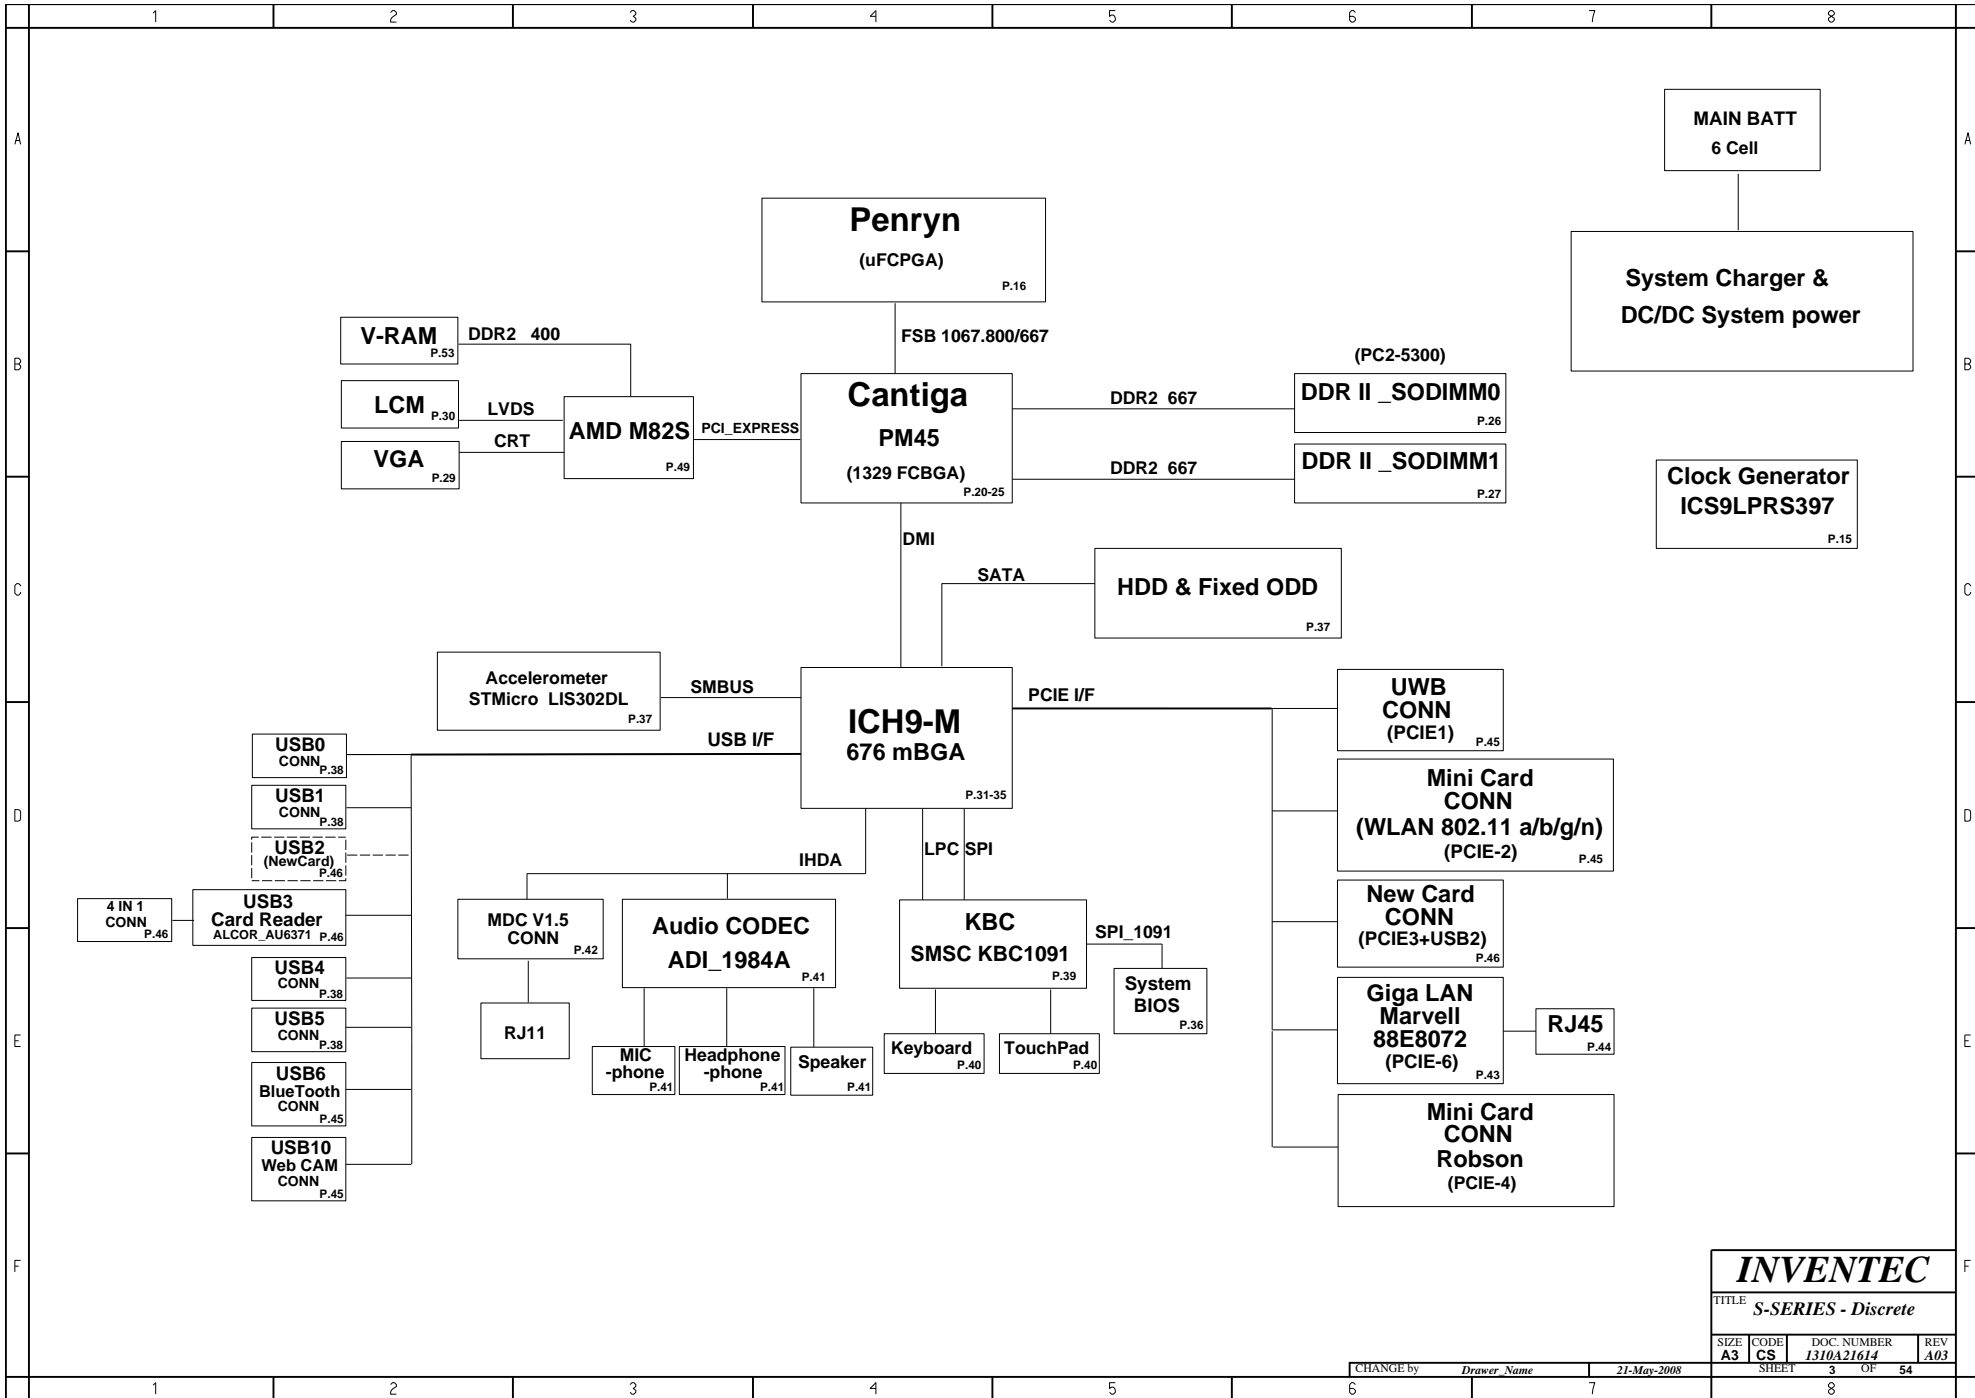 1 2 3 4 5 6 7 8
A A
B B
C C
D D
E E
F F
MAIN BATT
6 Cell
System Charger &
DC/DC System power
Penryn
(uFCPGA)
P.16
FSB 1067.800/667
V-RAM
P.53
DDR2 400
LCM
P.30
LVDS
VGA
P.29
CRT
AMD M82S
P.49
PCI_EXPRESS
Cantiga
PM45
(1329 FCBGA)
P.20-25
(PC2-5300)
DDR2 667
DDR II _SODIMM0
P.26
DDR2 667
DDR II _SODIMM1
P.27
Clock Generator
ICS9LPRS397
P.15
DMI
SATA
HDD & Fixed ODD
P.37
Accelerometer
STMicro LIS302DL
P.37
SMBUS
USB I/F
ICH9-M
676 mBGA
P.31-35
PCIE I/F
USB0
CONN
P.38
USB1
CONN
P.38
USB2
(NewCard)
P.46
4 IN 1
CONN
P.46
USB3
Card Reader
ALCOR_AU6371 P.46
USB4
CONN
P.38
USB5
CONN
P.38
USB6
BlueTooth
CONN
P.45
USB10
Web CAM
CONN
P.45
IHDA
LPC SPI
MDC V1.5
CONN
P.42
RJ11
Audio CODEC
ADI_1984A
P.41
MIC
-phone
P.41
Headphone
-phone
P.41
Speaker
P.41
KBC
SMSC KBC1091
P.39
SPI_1091
System
BIOS
P.36
Keyboard
P.40
TouchPad
P.40
UWB
CONN
(PCIE1)
P.45
Mini Card
CONN
(WLAN 802.11 a/b/g/n)
(PCIE-2)
P.45
New Card
CONN
(PCIE3+USB2)
P.46
Giga LAN
Marvell
88E8072
(PCIE-6)
P.43
RJ45
P.44
Mini Card
CONN
Robson
(PCIE-4)
INVENTEC
TITLE
S-SERIES - Discrete
SIZE CODE DOC. NUMBER REV
A3 CS 1310A21614 A03
CHANGE by Drawer_Name 21-May-2008 SHEET 3 OF 54
1 2 3 4 5 6 7 8